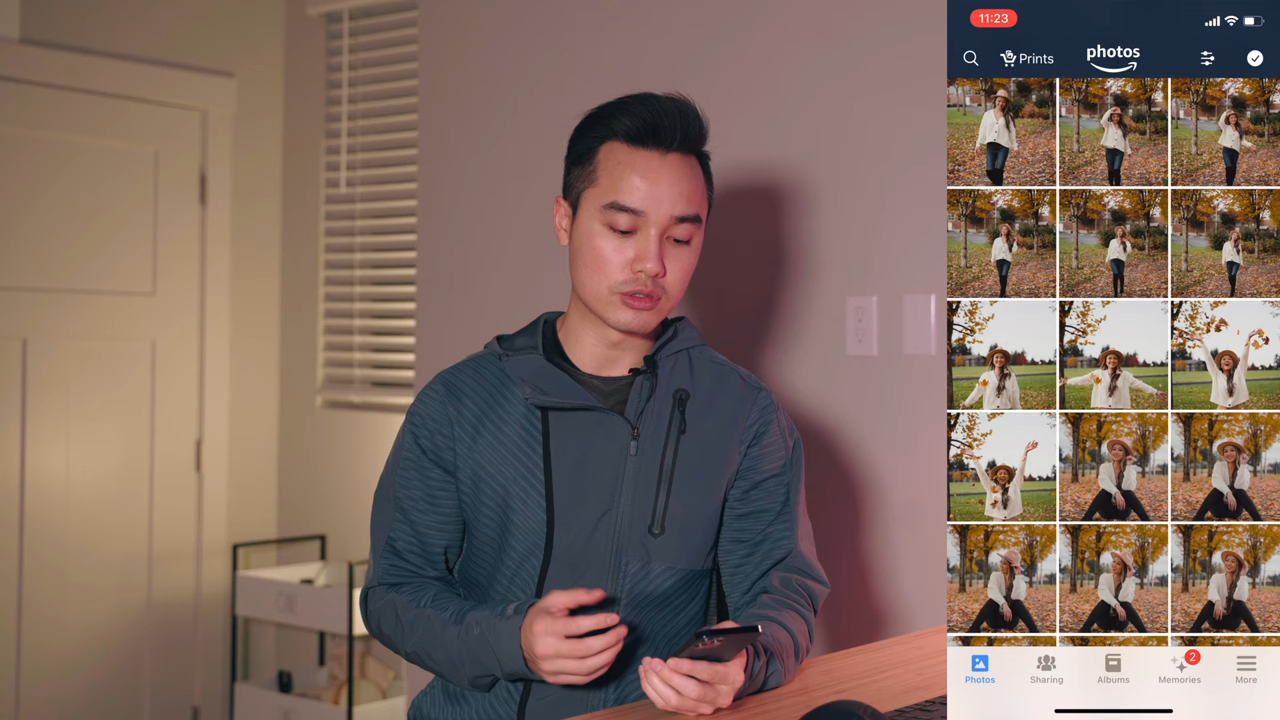 11:23
Prints
photos
Photos
Sharing
Albums
2
Memories
More